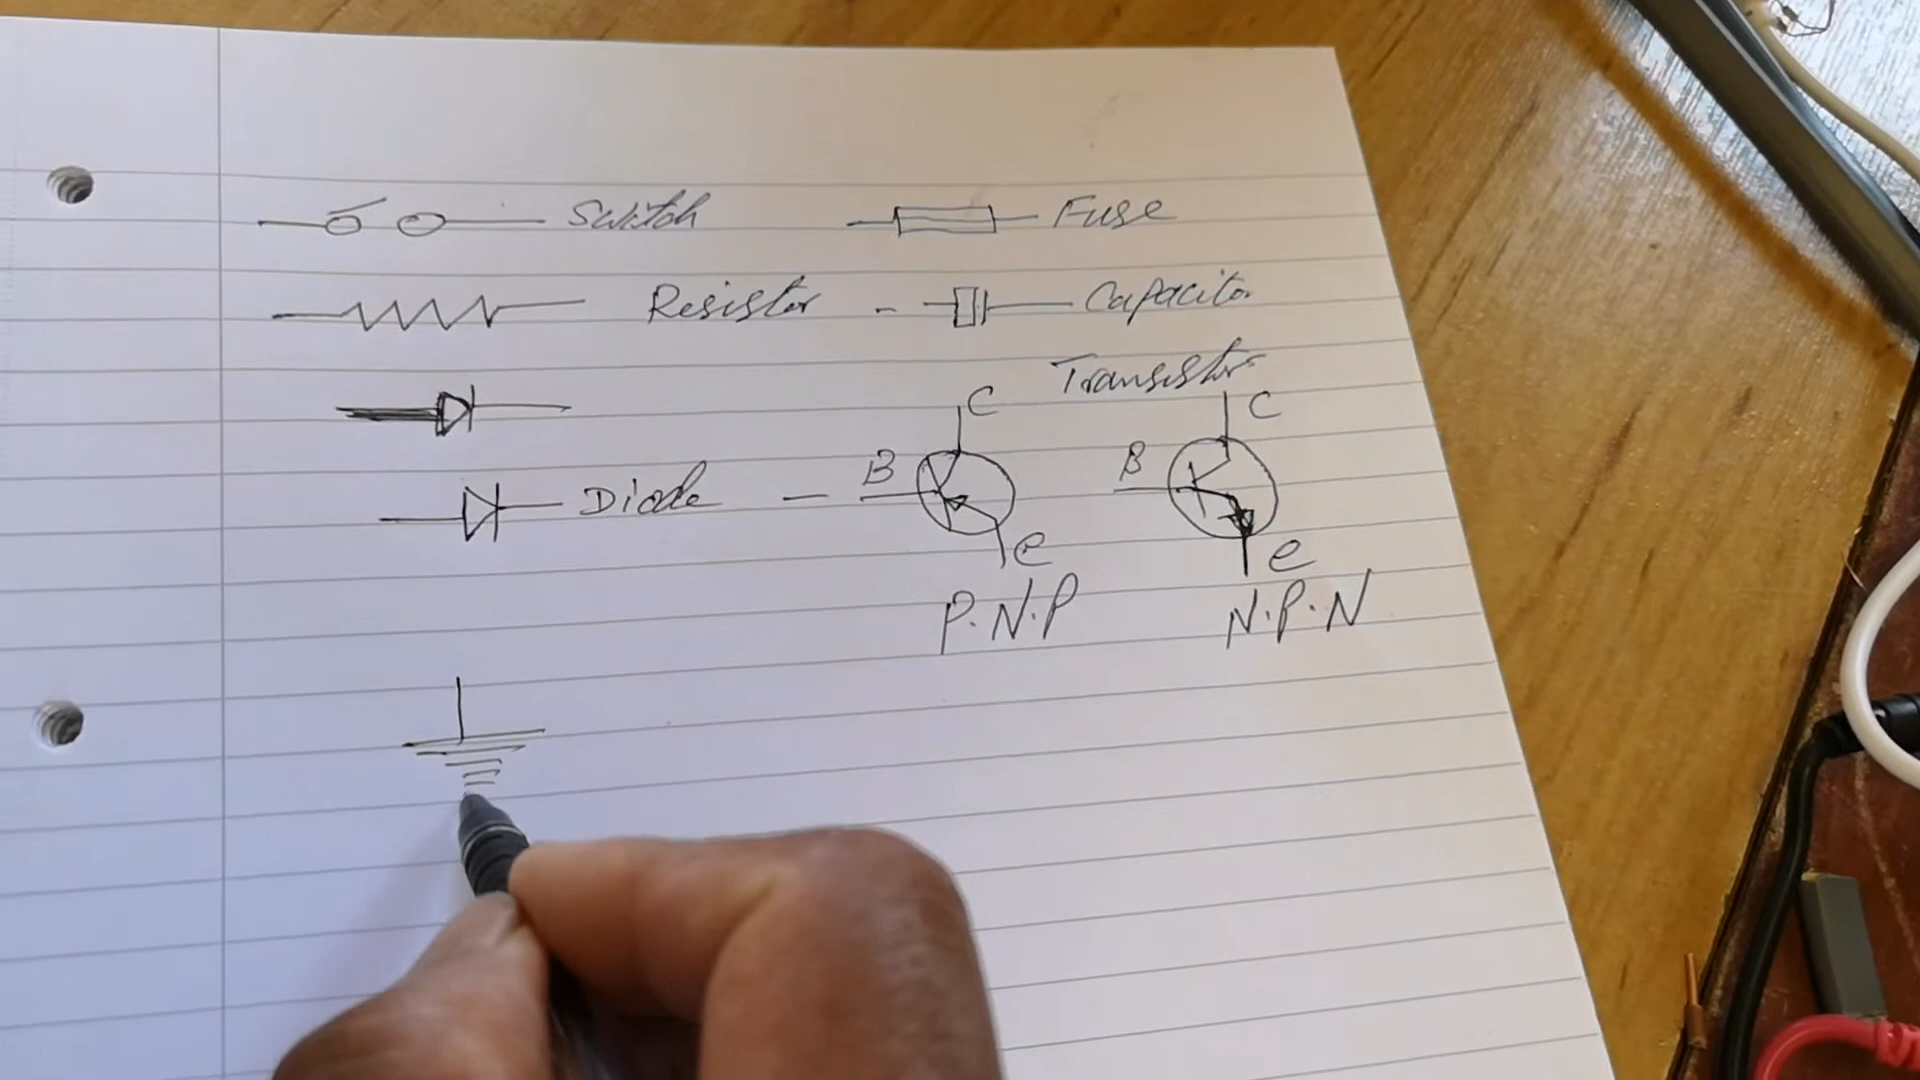 Switch Fuse
Resistor - Capacitor
Transistor
C C
Diode - B B
e e
P.N.P N.P.N